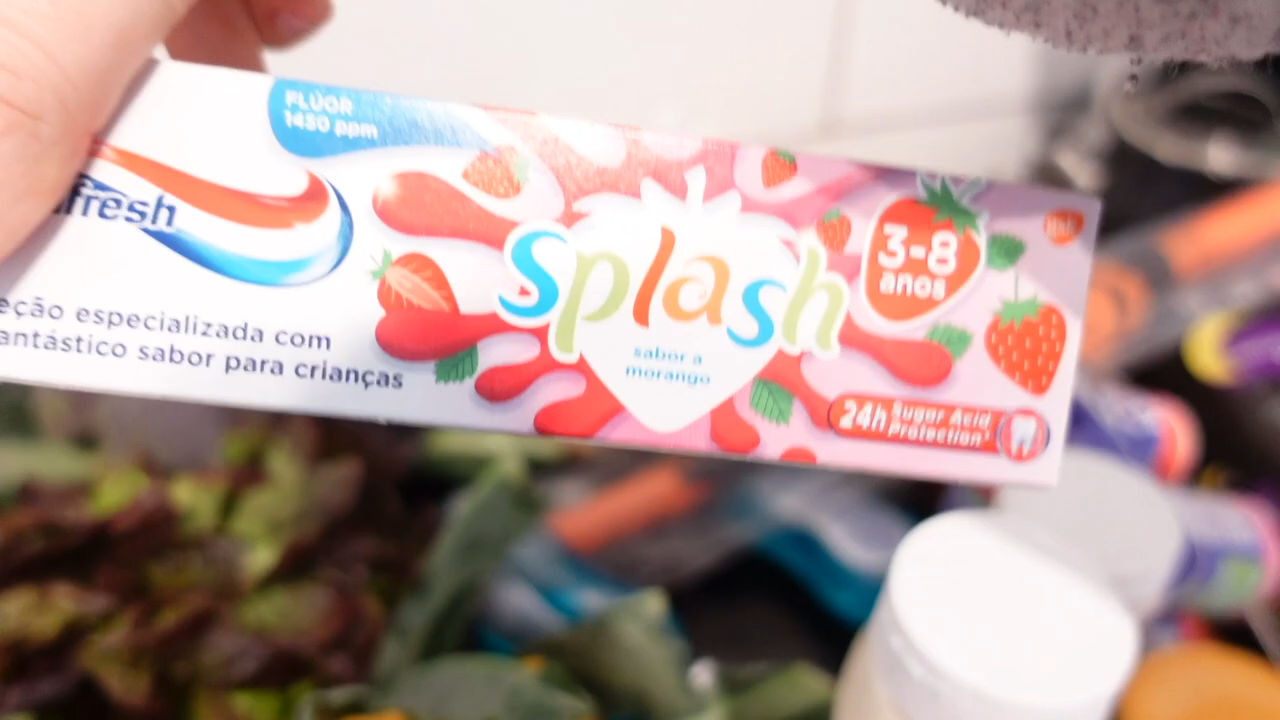 FLÚOR
1450 ppm
afresh
eção especializada com
antástico sabor para crianças
splash
sabor a
morango
3-8
anos
24h Sugar Acid
Protection